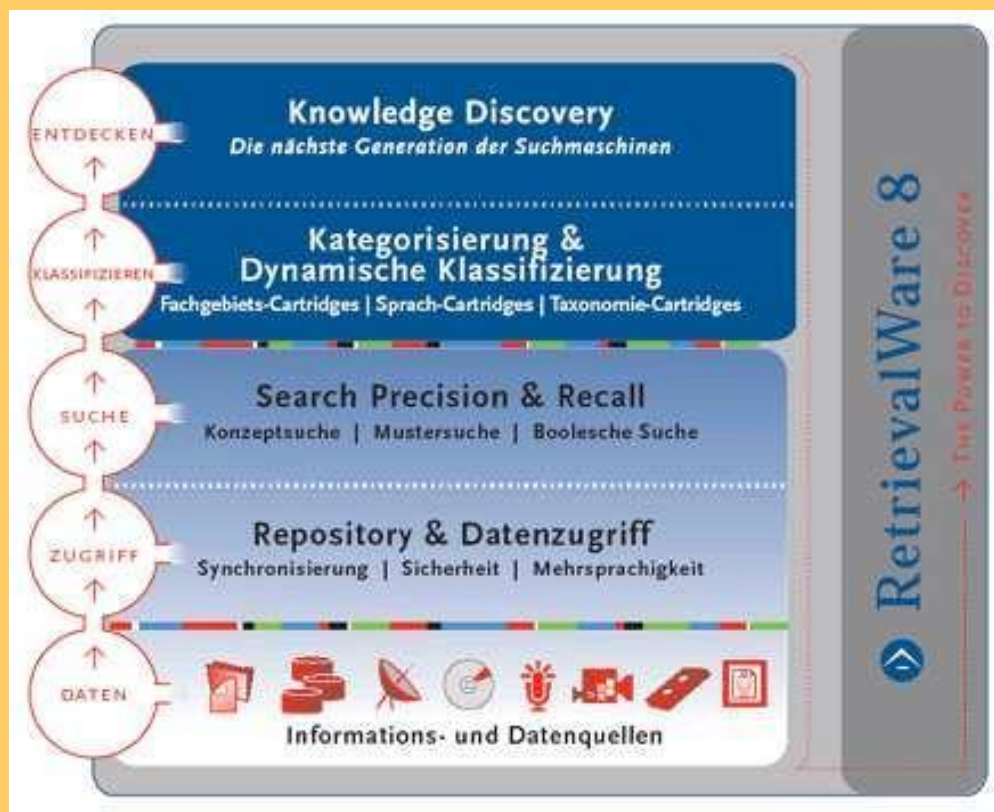 ENTDECKEN
Knowledge Discovery
Die nächste Generation der Suchmaschinen
KLASSIFIZIEREN
Kategorisierung &
Dynamische Klassifizierung
Fachgebiets-Cartridges | Sprach-Cartridges | Taxonomie-Cartridges
SUCHE
Search Precision & Recall
Konzeptsuche | Mustersuche | Boolesche Suche
ZUGRIFF
Repository & Datenzugriff
Synchronisierung | Sicherheit | Mehrsprachigkeit
DATEN
Informations- und Datenquellen
RetrievalWare 8
→ THE POWER TO DISCOVER